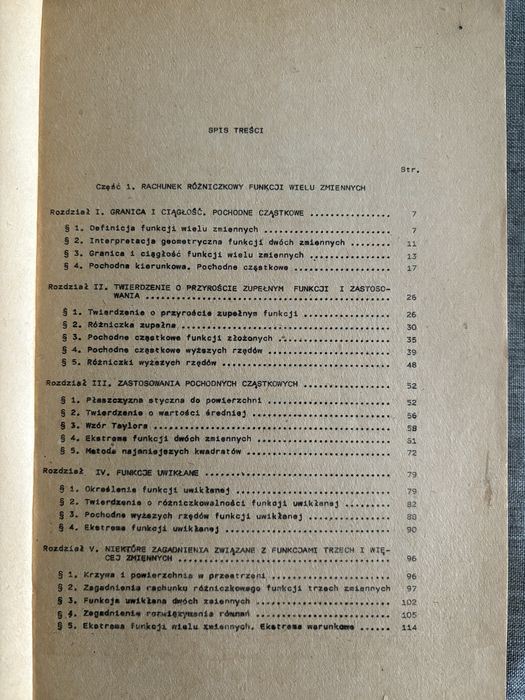 SPIS TREŚCI
Str.
Część 1. RACHUNEK RÓŻNICZKOWY FUNKCJI WIELU ZMIENNYCH
Rozdział I. GRANICA I CIĄGŁOŚĆ. POCHODNE CZĄSTKOWE ................ 7
§ 1. Definicja funkcji wielu zmiennych ......................... 7
§ 2. Interpretacja geometryczna funkcji dwóch zmiennych ........ 11
§ 3. Granica i ciągłość funkcji wielu zmiennych ................ 13
§ 4. Pochodna kierunkowa. Pochodne cząstkowe ................... 17
Rozdział II. TWIERDZENIE O PRZYROŚCIE ZUPEŁNYM FUNKCJI I ZASTOSO-
WANIA ..................................... 26
§ 1. Twierdzenie o przyroście zupełnym funkcji ................. 26
§ 2. Różniczka zupełna ......................................... 30
§ 3. Pochodne cząstkowe funkcji złożonych ...................... 35
§ 4. Pochodne cząstkowe wyższych rzędów ........................ 39
§ 5. Różniczki wyższych rzędów ................................. 48
Rozdział III. ZASTOSOWANIA POCHODNYCH CZĄSTKOWYCH ................. 52
§ 1. Płaszczyzna styczna do powierzchni ........................ 52
§ 2. Twierdzenie o wartości średniej ........................... 56
§ 3. Wzór Taylora .............................................. 58
§ 4. Ekstrema funkcji dwóch zmiennych .......................... 61
§ 5. Metoda najmniejszych kwadratów ............................ 72
Rozdział IV. FUNKCJE UWIKŁANE ..................................... 79
§ 1. Określenie funkcji uwikłanej .............................. 79
§ 2. Twierdzenie o różniczkowalności funkcji uwikłanej ......... 82
§ 3. Pochodne wyższych rzędów funkcji uwikłanej ................ 88
§ 4. Ekstrema funkcji uwikłanej ................................ 90
Rozdział V. NIEKTÓRE ZAGADNIENIA ZWIĄZANE Z FUNKCJAMI TRZECH I WIĘ-
CEJ ZMIENNYCH ............................. 96
§ 1. Krzywa i powierzchnia w przestrzeni ....................... 96
§ 2. Zagadnienia rachunku różniczkowego funkcji trzech zmiennych 97
§ 3. Funkcja uwikłana dwóch zmiennych .......................... 102
§ 4. Zagadnienie rozwiązywania równań .......................... 105
§ 5. Ekstrema funkcji wielu zmiennych. Ekstrema warunkowe ...... 114